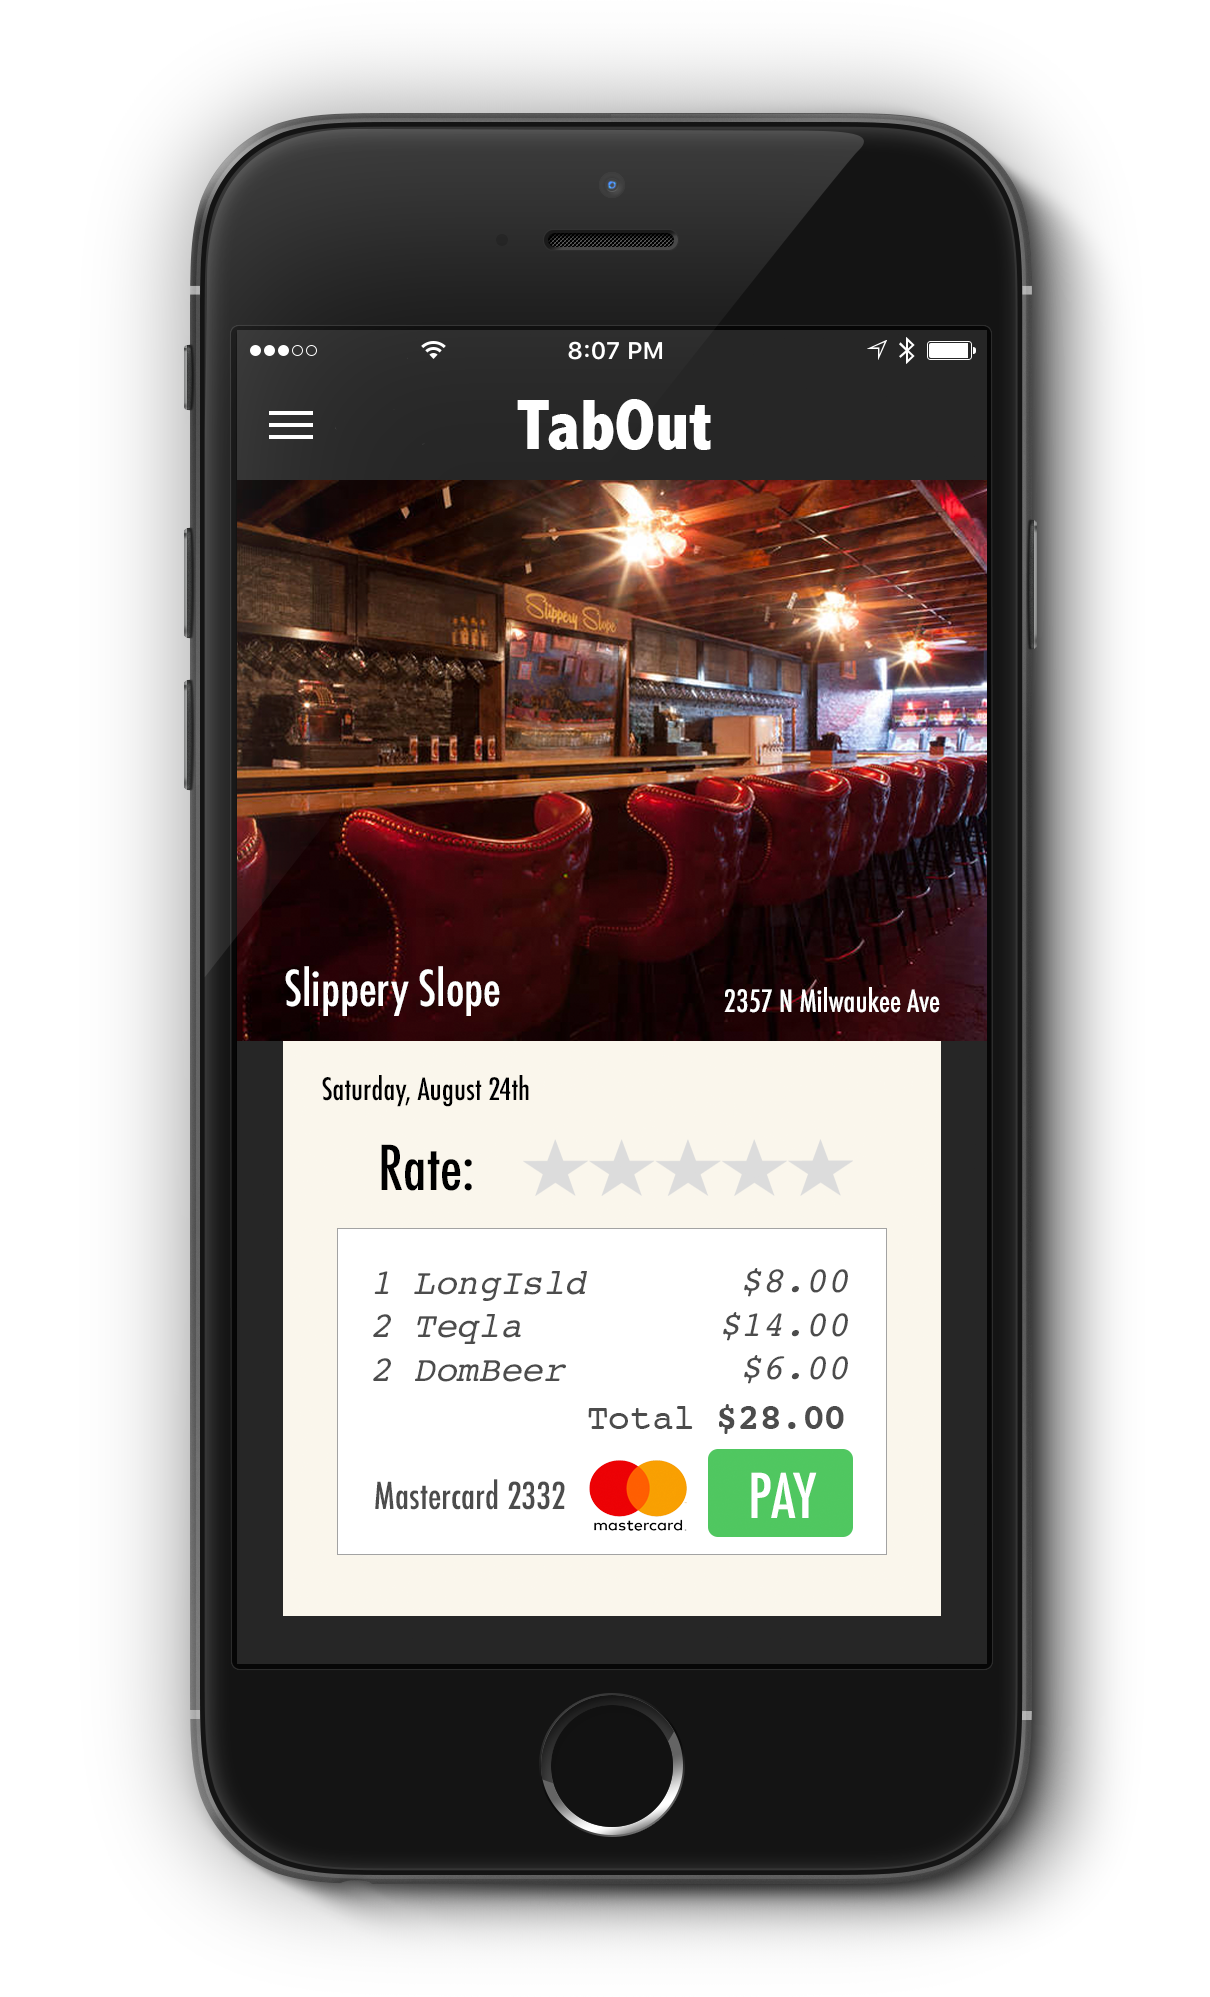 8:07 PM
TabOut
Slippery Slope
Slippery Slope
2357 N Milwaukee Ave
Saturday, August 24th
Rate:
1 LongIsld $8.00
2 Teqla $14.00
2 DomBeer $6.00
Total $28.00
Mastercard 2332
mastercard
PAY